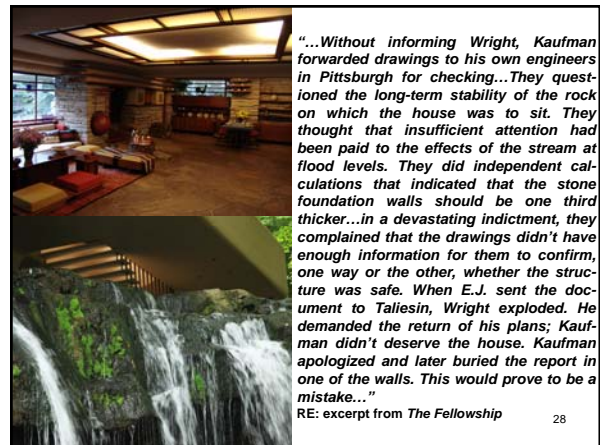 “…Without informing Wright, Kaufman
forwarded drawings to his own engineers
in Pittsburgh for checking…They quest-
ioned the long-term stability of the rock
on which the house was to sit. They
thought that insufficient attention had
been paid to the effects of the stream at
flood levels. They did independent cal-
culations that indicated that the stone
foundation walls should be one third
thicker…in a devastating indictment, they
complained that the drawings didn’t have
enough information for them to confirm,
one way or the other, whether the struc-
ture was safe. When E.J. sent the doc-
ument to Taliesin, Wright exploded. He
demanded the return of his plans; Kauf-
man didn’t deserve the house. Kaufman
apologized and later buried the report in
one of the walls. This would prove to be a
mistake…”
RE: excerpt from The Fellowship
28